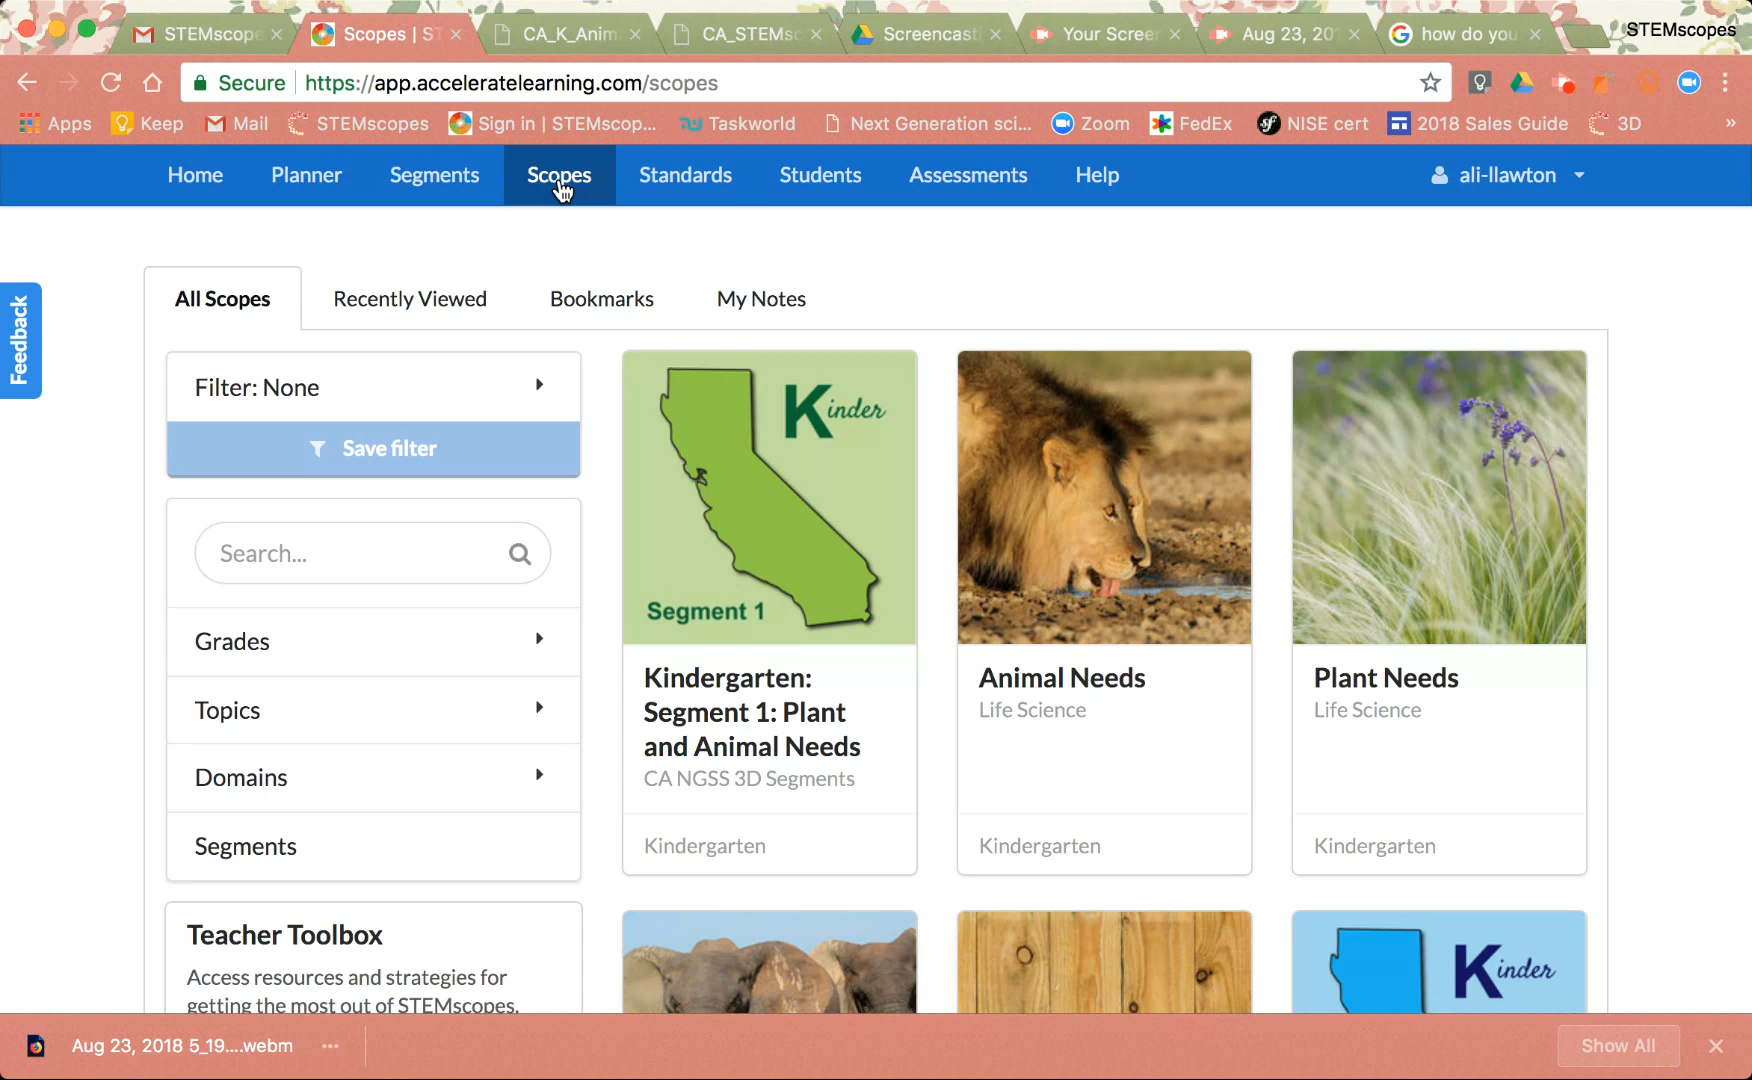 STEMscope
Scopes | ST
CA_K_Anim
CA_STEMsc
Screencast
Your Screen
Aug 23, 20
how do you
STEMscopes
Secure
https://app.acceleratelearning.com/scopes
Apps
Keep
Mail
STEMscopes
Sign in | STEMscop...
Taskworld
Next Generation sci...
Zoom
FedEx
NISE cert
2018 Sales Guide
3D
»
Home
Planner
Segments
Scopes
Standards
Students
Assessments
Help
ali-llawton
Feedback
All Scopes
Recently Viewed
Bookmarks
My Notes
Filter: None
Save filter
Search...
Grades
Topics
Domains
Segments
Teacher Toolbox
Access resources and strategies for
getting the most out of STEMscopes.
Kinder
Segment 1
Kindergarten:
Segment 1: Plant
and Animal Needs
CA NGSS 3D Segments
Kindergarten
Animal Needs
Life Science
Kindergarten
Plant Needs
Life Science
Kindergarten
Kinder
Aug 23, 2018 5_19....webm
Show All